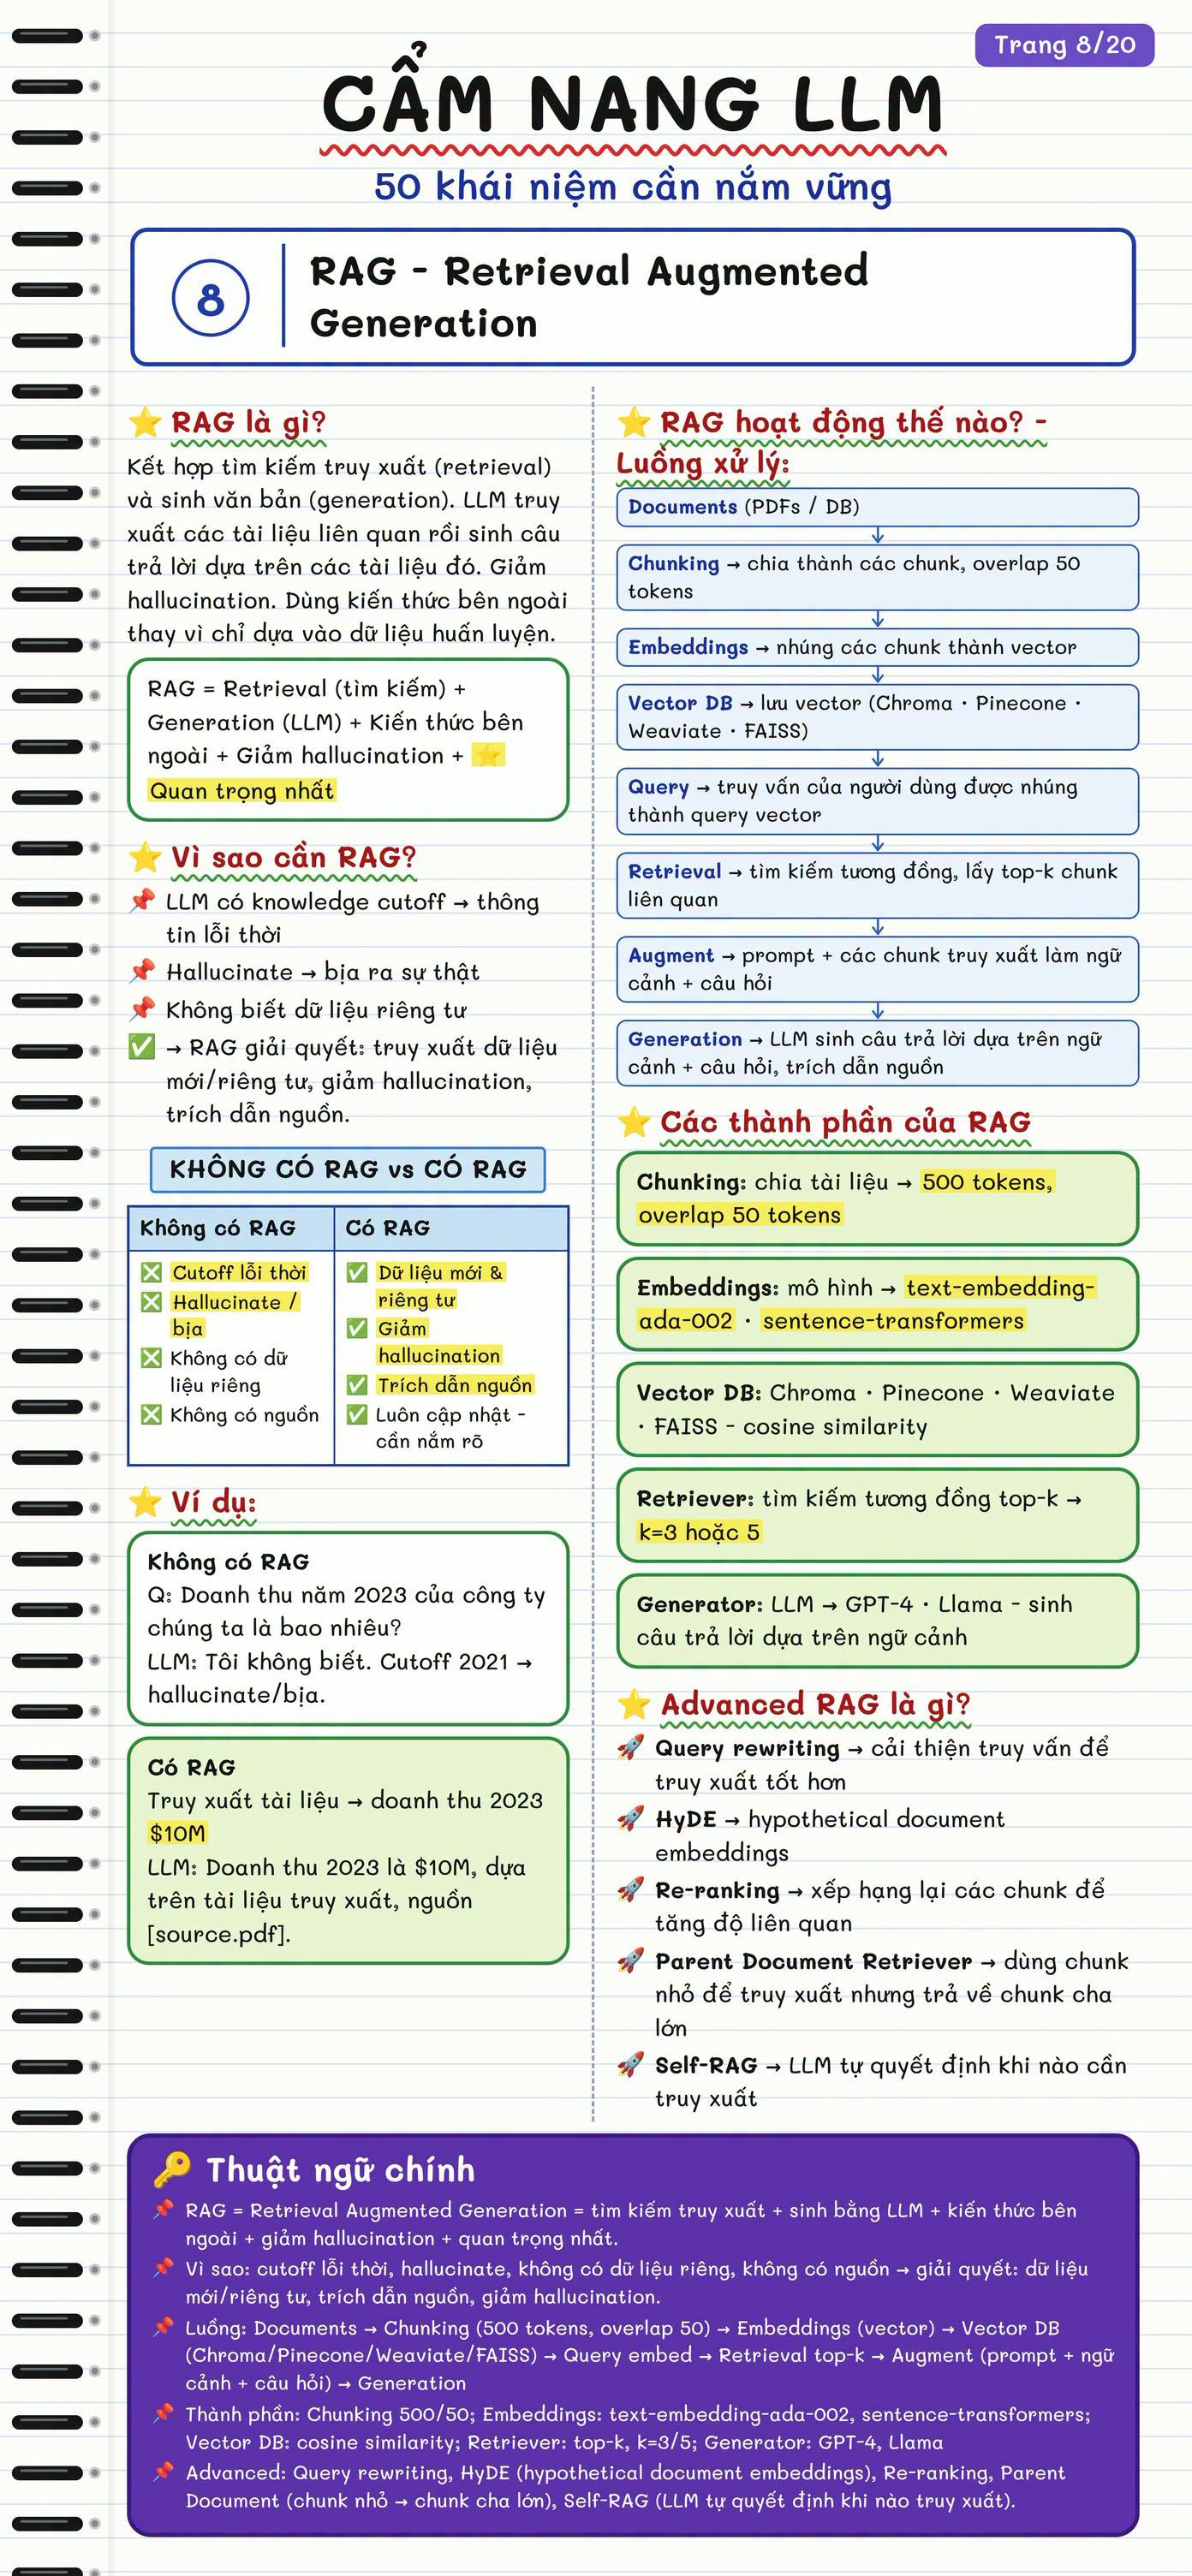 Trang 8/20
CẨM NANG LLM
50 khái niệm cần nắm vững
8
RAG - Retrieval Augmented
Generation
⭐ RAG là gì?
Kết hợp tìm kiếm truy xuất (retrieval)
và sinh văn bản (generation). LLM truy
xuất các tài liệu liên quan rồi sinh câu
trả lời dựa trên các tài liệu đó. Giảm
hallucination. Dùng kiến thức bên ngoài
thay vì chỉ dựa vào dữ liệu huấn luyện.
RAG = Retrieval (tìm kiếm) +
Generation (LLM) + Kiến thức bên
ngoài + Giảm hallucination + ⭐
Quan trọng nhất
⭐ Vì sao cần RAG?
📌 LLM có knowledge cutoff → thông
tin lỗi thời
📌 Hallucinate → bịa ra sự thật
📌 Không biết dữ liệu riêng tư
✅ → RAG giải quyết: truy xuất dữ liệu
mới/riêng tư, giảm hallucination,
trích dẫn nguồn.
KHÔNG CÓ RAG vs CÓ RAG
Không có RAG
❎ Cutoff lỗi thời
❎ Hallucinate /
bịa
❎ Không có dữ
liệu riêng
❎ Không có nguồn
Có RAG
✅ Dữ liệu mới &
riêng tư
✅ Giảm
hallucination
✅ Trích dẫn nguồn
✅ Luôn cập nhật -
cần nắm rõ
⭐ Ví dụ:
Không có RAG
Q: Doanh thu năm 2023 của công ty
chúng ta là bao nhiêu?
LLM: Tôi không biết. Cutoff 2021 →
hallucinate/bịa.
Có RAG
Truy xuất tài liệu → doanh thu 2023
$10M
LLM: Doanh thu 2023 là $10M, dựa
trên tài liệu truy xuất, nguồn
[source.pdf].
⭐ RAG hoạt động thế nào? -
Luồng xử lý:
Documents (PDFs / DB)
↓
Chunking → chia thành các chunk, overlap 50
tokens
↓
Embeddings → nhúng các chunk thành vector
↓
Vector DB → lưu vector (Chroma · Pinecone ·
Weaviate · FAISS)
↓
Query → truy vấn của người dùng được nhúng
thành query vector
↓
Retrieval → tìm kiếm tương đồng, lấy top-k chunk
liên quan
↓
Augment → prompt + các chunk truy xuất làm ngữ
cảnh + câu hỏi
↓
Generation → LLM sinh câu trả lời dựa trên ngữ
cảnh + câu hỏi, trích dẫn nguồn
⭐ Các thành phần của RAG
Chunking: chia tài liệu → 500 tokens,
overlap 50 tokens
Embeddings: mô hình → text-embedding-
ada-002 · sentence-transformers
Vector DB: Chroma · Pinecone · Weaviate
· FAISS - cosine similarity
Retriever: tìm kiếm tương đồng top-k →
k=3 hoặc 5
Generator: LLM → GPT-4 · Llama - sinh
câu trả lời dựa trên ngữ cảnh
⭐ Advanced RAG là gì?
🚀 Query rewriting → cải thiện truy vấn để
truy xuất tốt hơn
🚀 HyDE → hypothetical document
embeddings
🚀 Re-ranking → xếp hạng lại các chunk để
tăng độ liên quan
🚀 Parent Document Retriever → dùng chunk
nhỏ để truy xuất nhưng trả về chunk cha
lớn
🚀 Self-RAG → LLM tự quyết định khi nào cần
truy xuất
🔑 Thuật ngữ chính
📌 RAG = Retrieval Augmented Generation = tìm kiếm truy xuất + sinh bằng LLM + kiến thức bên
ngoài + giảm hallucination + quan trọng nhất.
📌 Vì sao: cutoff lỗi thời, hallucinate, không có dữ liệu riêng, không có nguồn → giải quyết: dữ liệu
mới/riêng tư, trích dẫn nguồn, giảm hallucination.
📌 Luồng: Documents → Chunking (500 tokens, overlap 50) → Embeddings (vector) → Vector DB
(Chroma/Pinecone/Weaviate/FAISS) → Query embed → Retrieval top-k → Augment (prompt + ngữ
cảnh + câu hỏi) → Generation
📌 Thành phần: Chunking 500/50; Embeddings: text-embedding-ada-002, sentence-transformers;
Vector DB: cosine similarity; Retriever: top-k, k=3/5; Generator: GPT-4, Llama
📌 Advanced: Query rewriting, HyDE (hypothetical document embeddings), Re-ranking, Parent
Document (chunk nhỏ → chunk cha lớn), Self-RAG (LLM tự quyết định khi nào truy xuất).